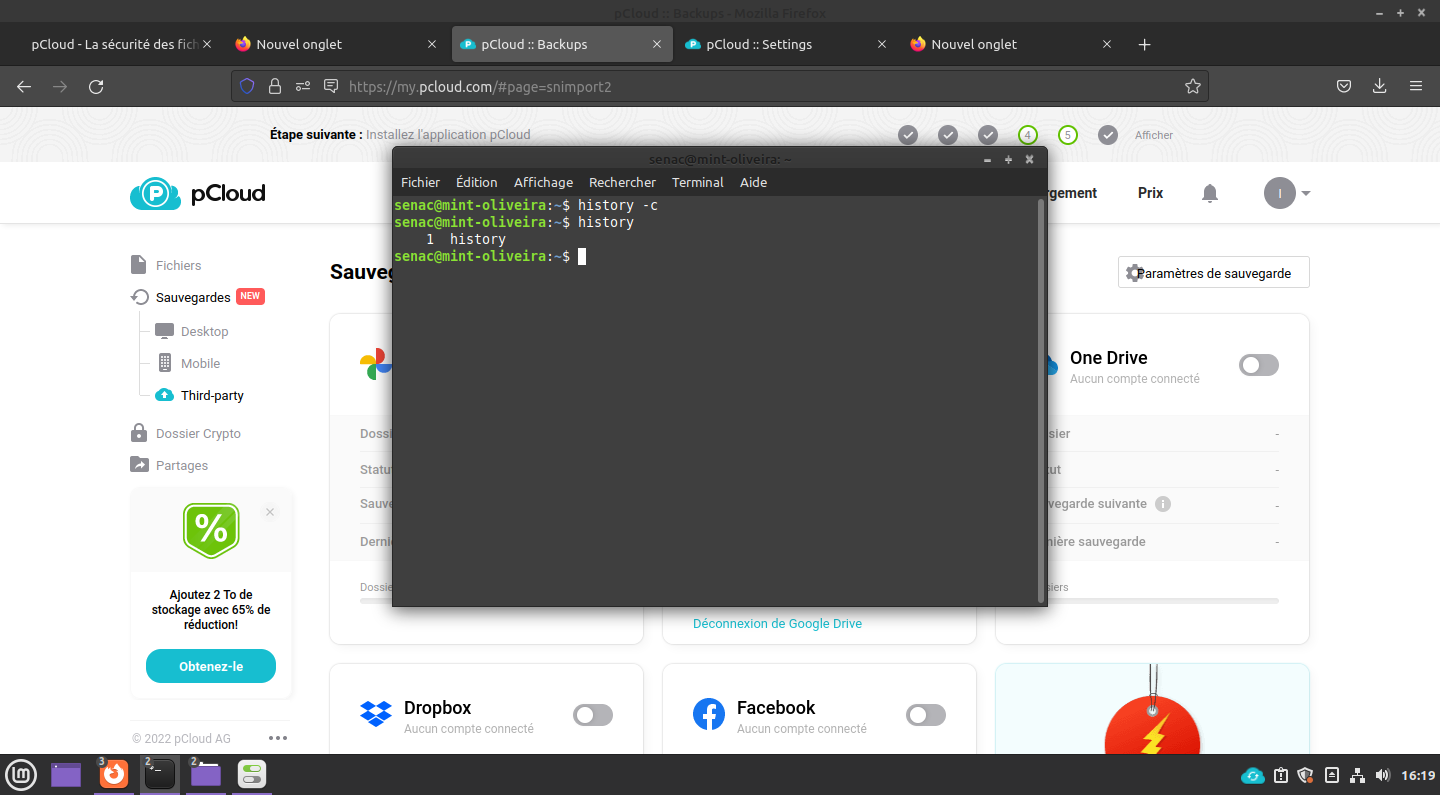 pCloud :: Backups - Mozilla Firefox
pCloud - La sécurité des fich
Nouvel onglet
pCloud :: Backups
pCloud :: Settings
Nouvel onglet
https://my.pcloud.com/#page=snimport2
Étape suivante : Installez l'application pCloud
4
5
Afficher
senac@mint-oliveira: ~
Fichier Édition Affichage Rechercher Terminal Aide
senac@mint-oliveira:~$ history -c
senac@mint-oliveira:~$ history
1 history
senac@mint-oliveira:~$
P pCloud
rgement
Prix
I
Fichiers
Sauvegardes NEW
Desktop
Mobile
Third-party
Dossier Crypto
Partages
%
Ajoutez 2 To de
stockage avec 65% de
réduction!
Obtenez-le
© 2022 pCloud AG
Sauveg
Paramètres de sauvegarde
Dossi
Statut
Sauve
Derniè
Dossie
One Drive
Aucun compte connecté
sier -
tut -
vegarde suivante i -
nière sauvegarde -
siers
Déconnexion de Google Drive
Dropbox
Aucun compte connecté
Facebook
Aucun compte connecté
3
2
2
16:19